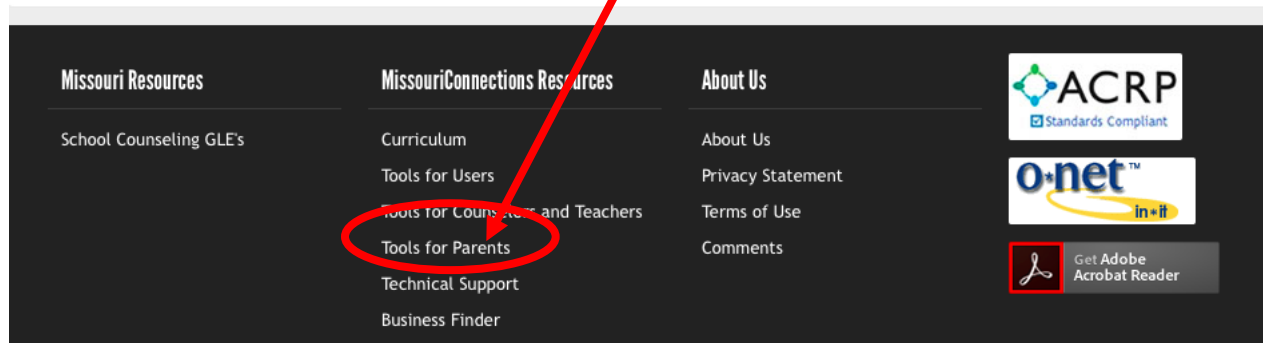 Missouri Resources
School Counseling GLE's
MissouriConnections Resources
Curriculum
Tools for Users
Tools for Counselors and Teachers
Tools for Parents
Technical Support
Business Finder
About Us
About Us
Privacy Statement
Terms of Use
Comments
ACRP
Standards Compliant
o*net™
in*it
Get Adobe
Acrobat Reader